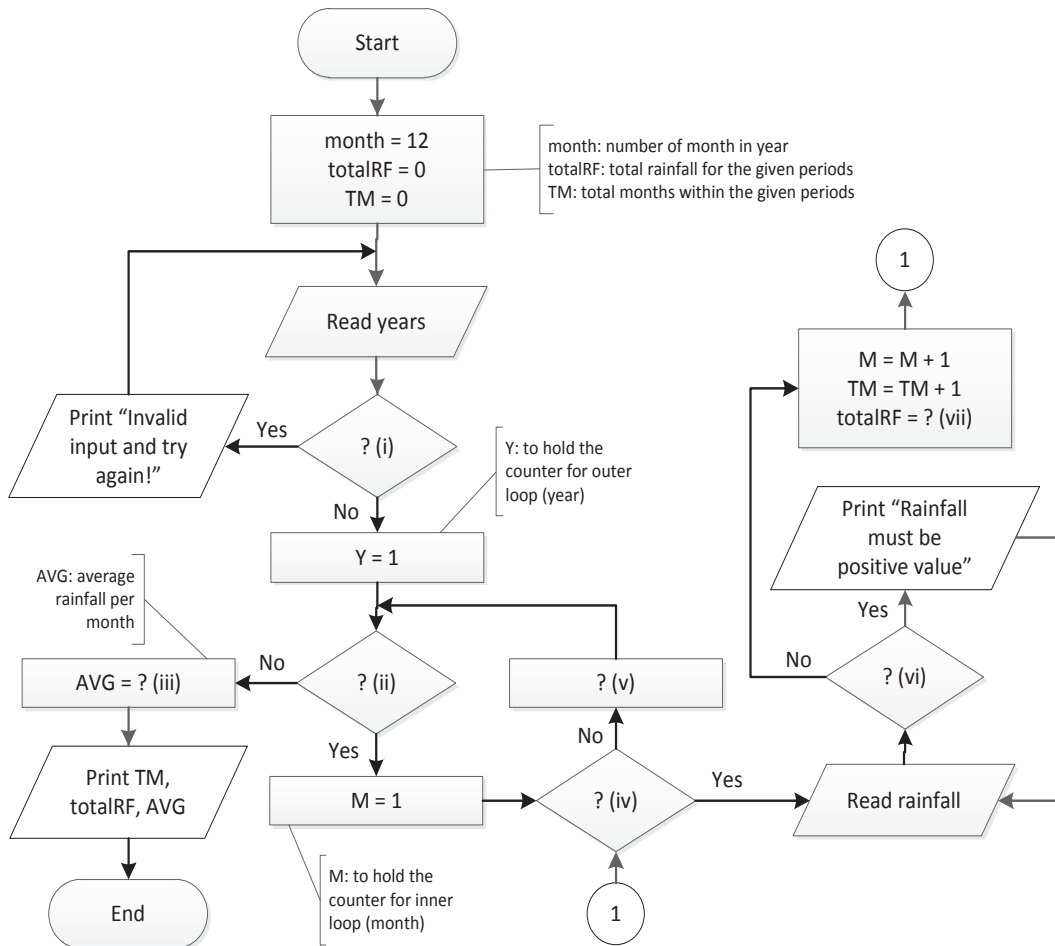 Start
month = 12
totalRF = 0
TM = 0
month: number of month in year
totalRF: total rainfall for the given periods
TM: total months within the given periods
Read years
Print “Invalid
input and try
again!”
Yes
? (i)
No
Y: to hold the
counter for outer
loop (year)
Y = 1
AVG: average
rainfall per
month
AVG = ? (iii)
No
? (ii)
Yes
Print TM,
totalRF, AVG
End
M = 1
M: to hold the
counter for inner
loop (month)
? (v)
No
? (iv)
Yes
1
Read rainfall
? (vi)
No
Yes
Print “Rainfall
must be
positive value”
M = M + 1
TM = TM + 1
totalRF = ? (vii)
1